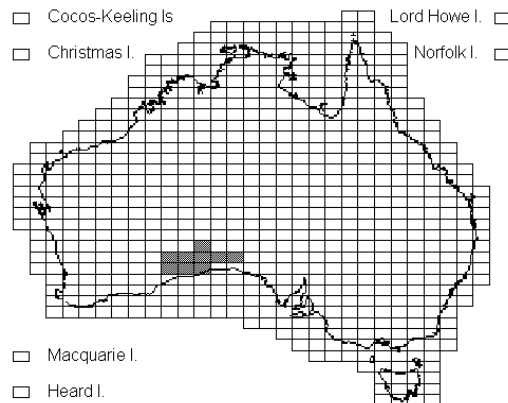 Cocos-Keeling Is
Lord Howe I.
Christmas I.
Norfolk I.
Macquarie I.
Heard I.